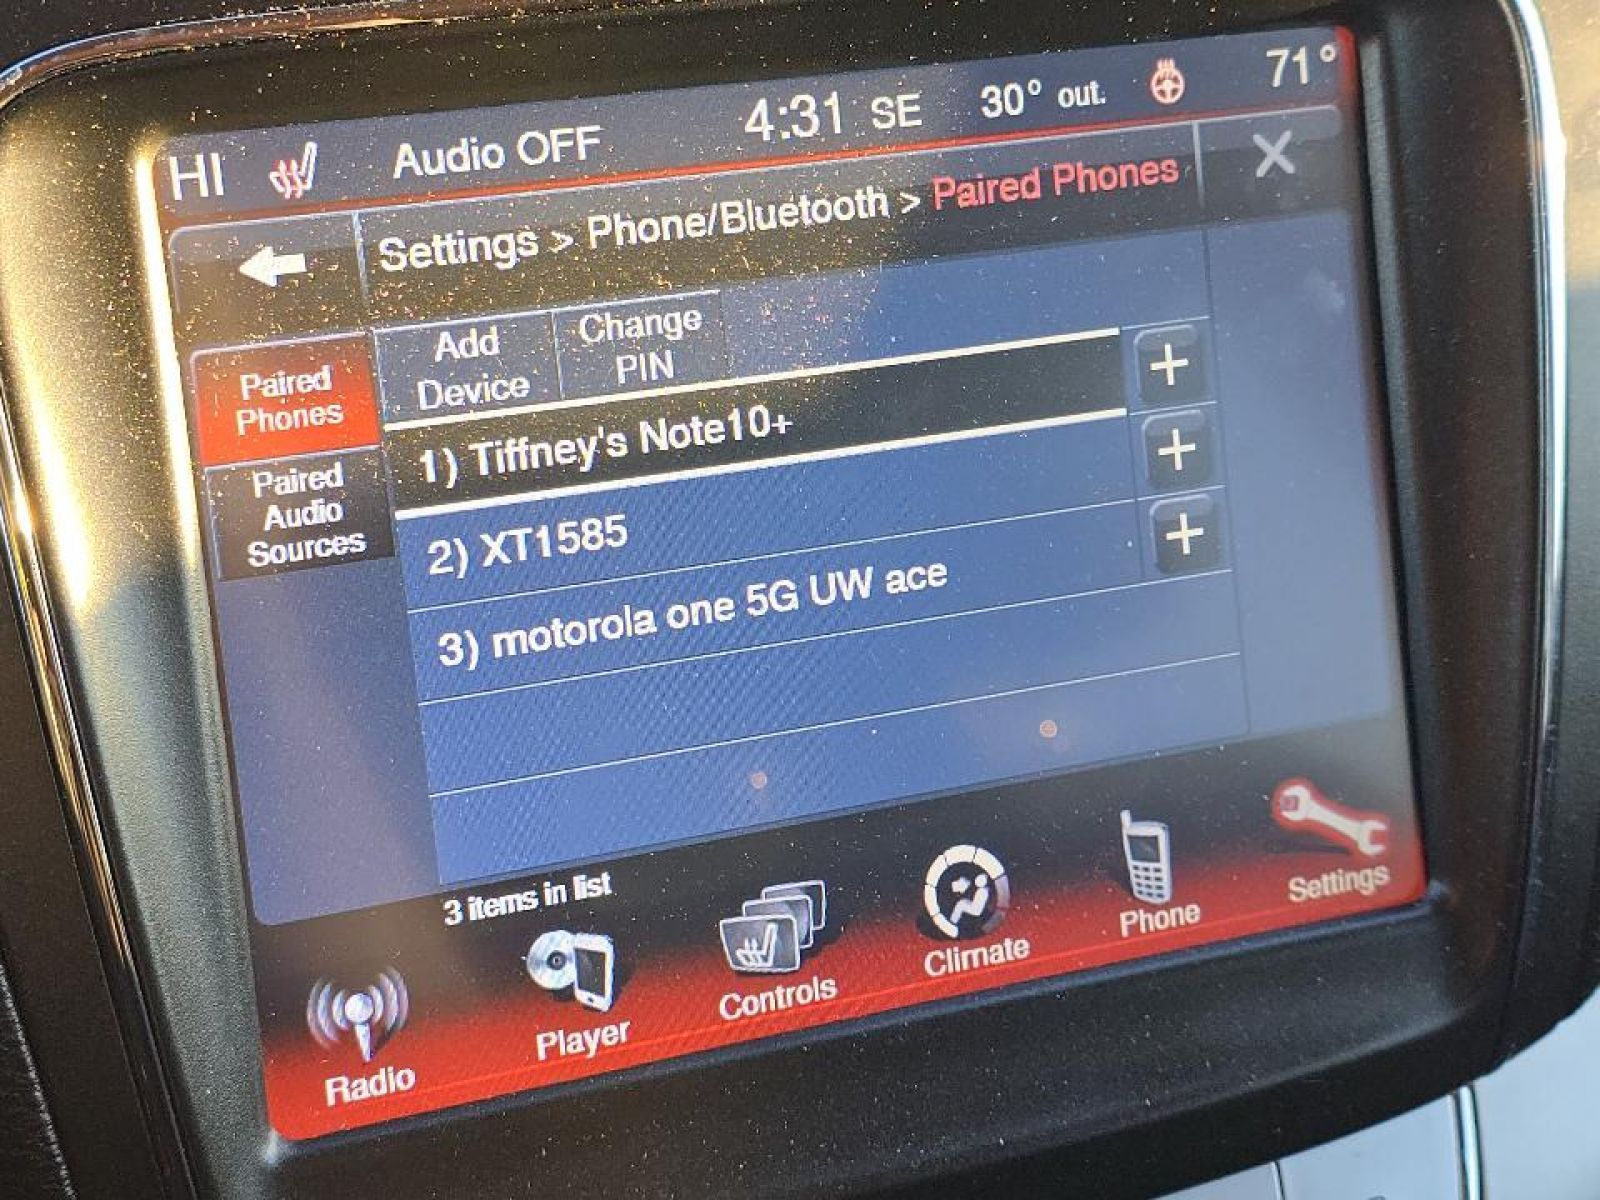 HI Audio OFF 4:31 SE 30° out. 71°
Settings > Phone/Bluetooth > Paired Phones
Add Device
Change PIN
Paired Phones
Paired Audio Sources
1) Tiffney's Note10+
2) XT1585
3) motorola one 5G UW ace
3 items in list
Radio
Player
Controls
Climate
Phone
Settings